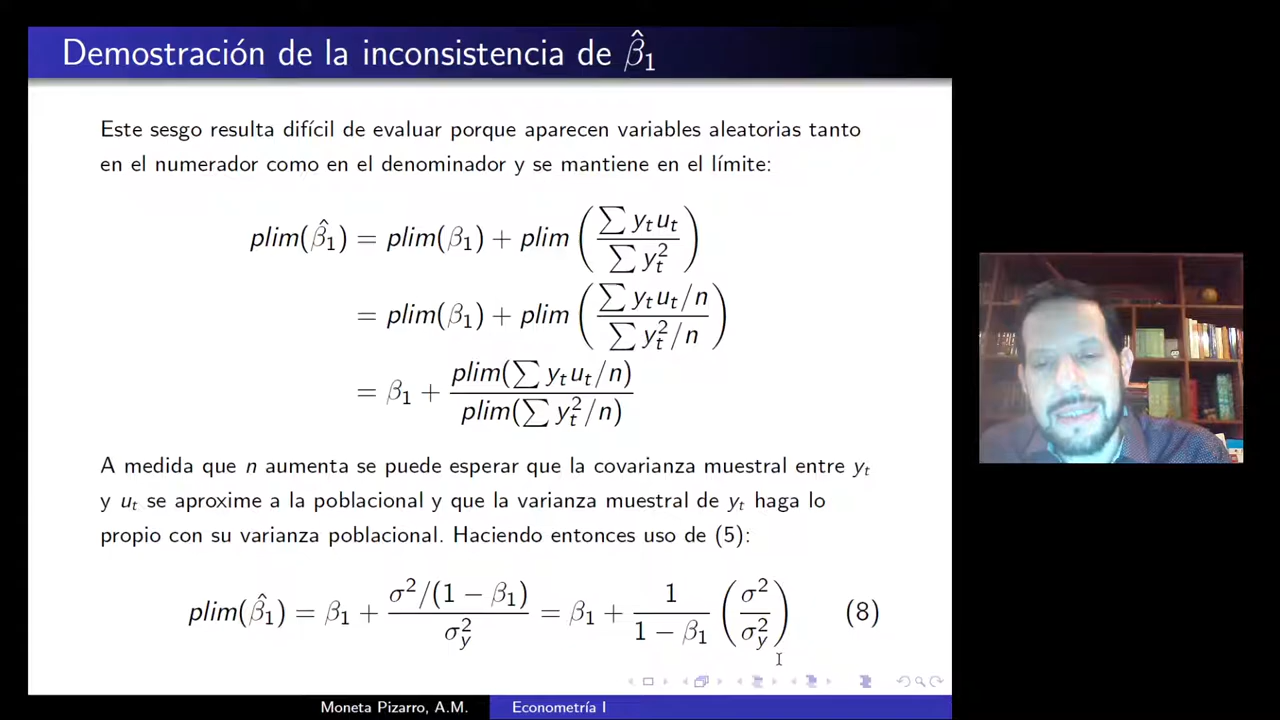 Demostración de la inconsistencia de β̂₁
Este sesgo resulta difícil de evaluar porque aparecen variables aleatorias tanto
en el numerador como en el denominador y se mantiene en el límite:
plim(β̂₁) = plim(β₁) + plim (∑ yₜuₜ / ∑ yₜ²)
= plim(β₁) + plim (∑ yₜuₜ/n / ∑ yₜ²/n)
= β₁ + plim(∑ yₜuₜ/n) / plim(∑ yₜ²/n)
A medida que n aumenta se puede esperar que la covarianza muestral entre yₜ
y uₜ se aproxime a la poblacional y que la varianza muestral de yₜ haga lo
propio con su varianza poblacional. Haciendo entonces uso de (5):
plim(β̂₁) = β₁ + σ²/(1 − β₁) / σ_y² = β₁ + 1 / 1 − β₁ (σ² / σ_y²) (8)
Moneta Pizarro, A.M. Econometría I